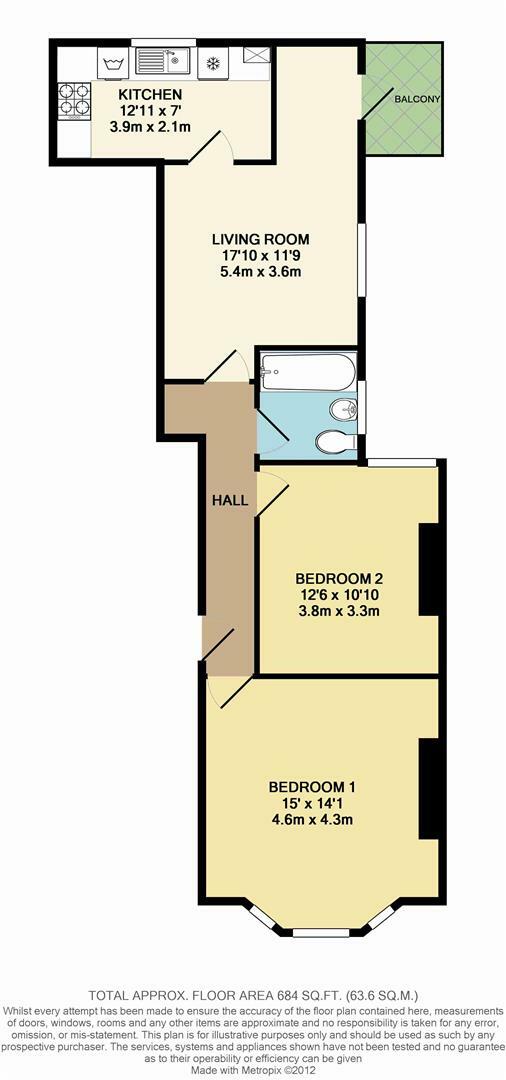 KITCHEN
12'11 x 7'
3.9m x 2.1m
BALCONY
LIVING ROOM
17'10 x 11'9
5.4m x 3.6m
HALL
BEDROOM 2
12'6 x 10'10
3.8m x 3.3m
BEDROOM 1
15' x 14'1
4.6m x 4.3m
TOTAL APPROX. FLOOR AREA 684 SQ.FT. (63.6 SQ.M.)
Whilst every attempt has been made to ensure the accuracy of the floor plan contained here, measurements
of doors, windows, rooms and any other items are approximate and no responsibility is taken for any error,
omission, or mis-statement. This plan is for illustrative purposes only and should be used as such by any
prospective purchaser. The services, systems and appliances shown have not been tested and no guarantee
as to their operability or efficiency can be given
Made with Metropix ©2012